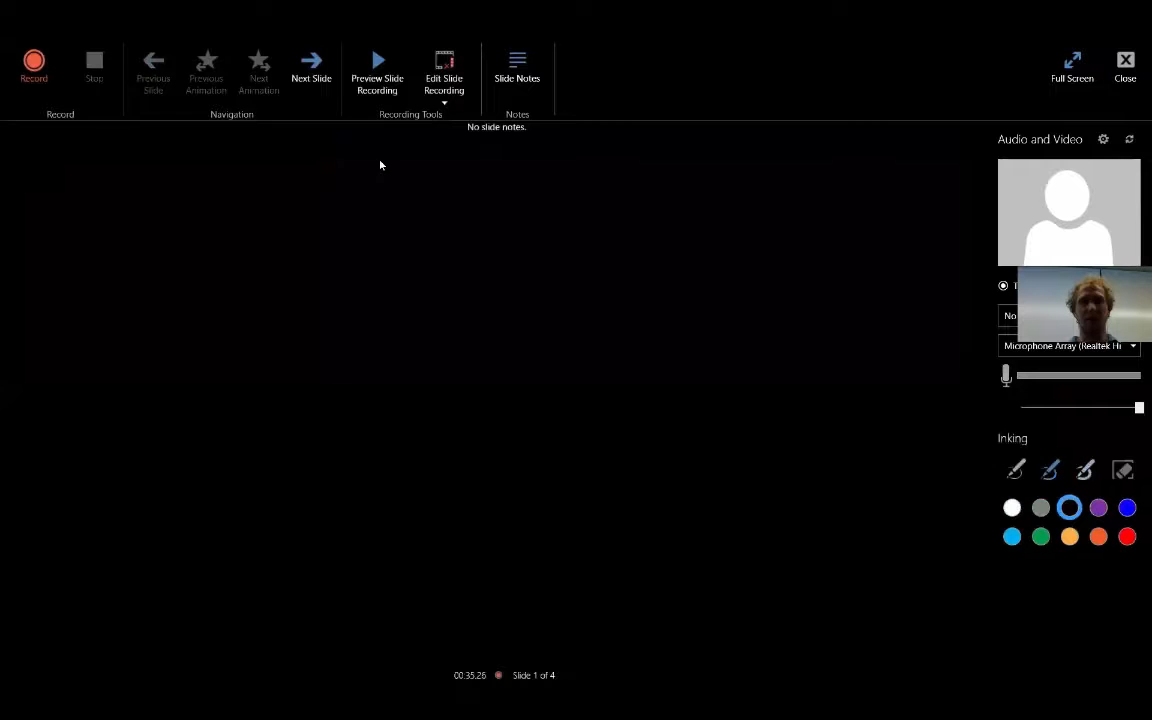 Record
Stop
Previous Slide
Previous Animation
Next Animation
Next Slide
Preview Slide Recording
Edit Slide Recording
Slide Notes
Full Screen
Close
Record
Navigation
Recording Tools
Notes
No slide notes.
Audio and Video
No
Microphone Array (Realtek Hi
Inking
00:35.26
Slide 1 of 4